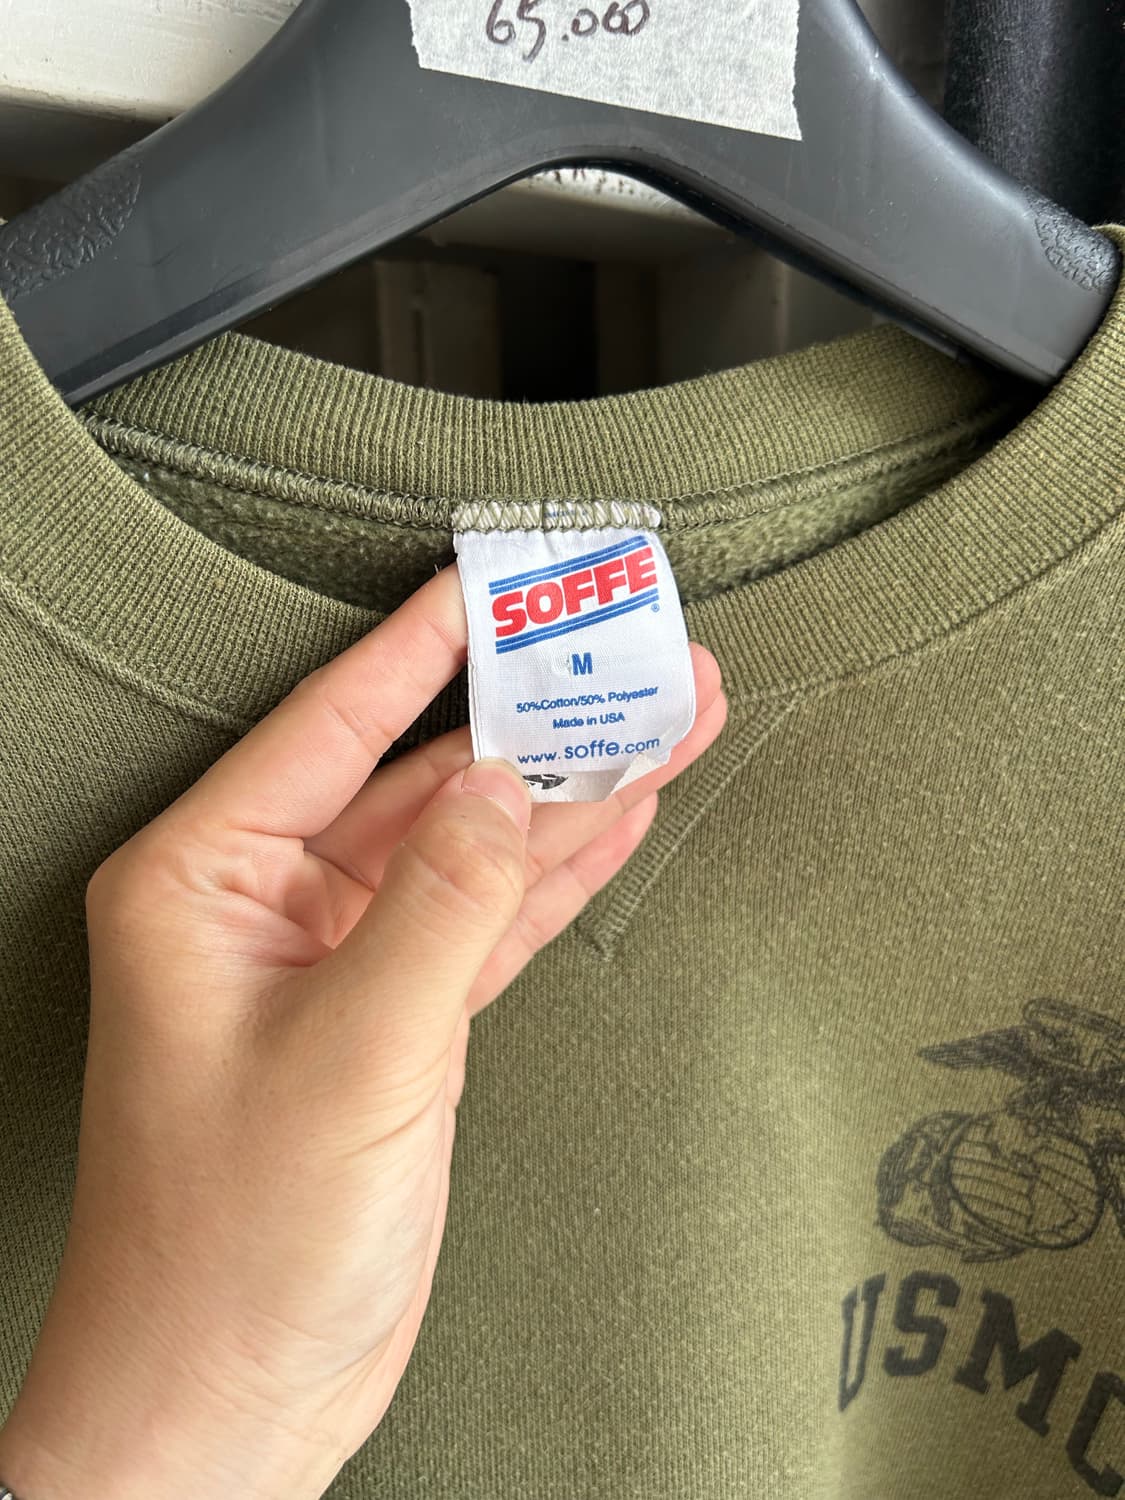 65.000
SOFFE®
M
50%Cotton/50% Polyester
Made in USA
www.soffe.com
USMC